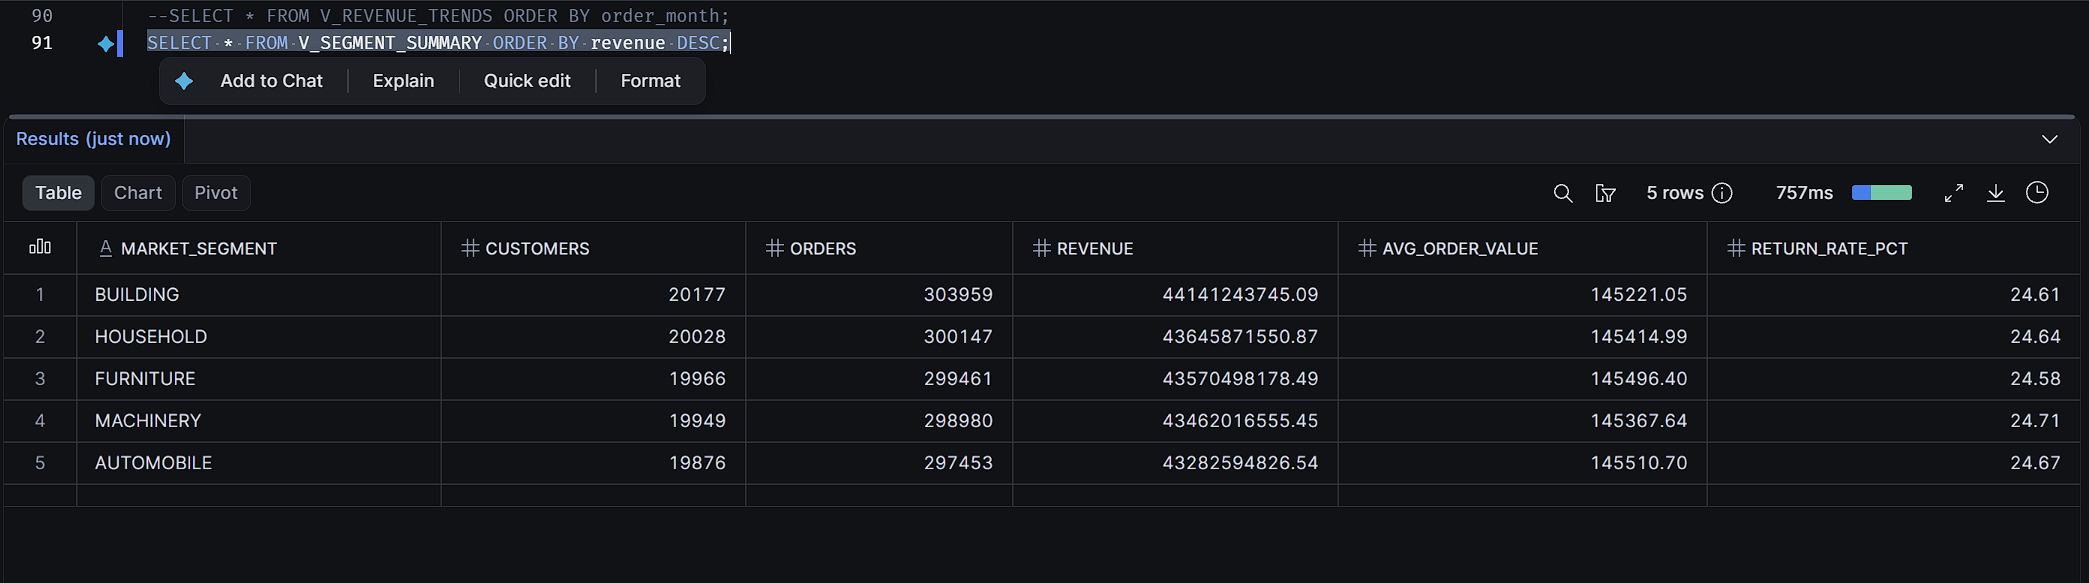 90 --SELECT * FROM V_REVENUE_TRENDS ORDER BY order_month;
91 SELECT * FROM V_SEGMENT_SUMMARY ORDER BY revenue DESC;
Add to Chat Explain Quick edit Format
Results (just now)
Table Chart Pivot 5 rows 757ms
MARKET_SEGMENT CUSTOMERS ORDERS REVENUE AVG_ORDER_VALUE RETURN_RATE_PCT
1 BUILDING 20177 303959 44141243745.09 145221.05 24.61
2 HOUSEHOLD 20028 300147 43645871550.87 145414.99 24.64
3 FURNITURE 19966 299461 43570498178.49 145496.40 24.58
4 MACHINERY 19949 298980 43462016555.45 145367.64 24.71
5 AUTOMOBILE 19876 297453 43282594826.54 145510.70 24.67